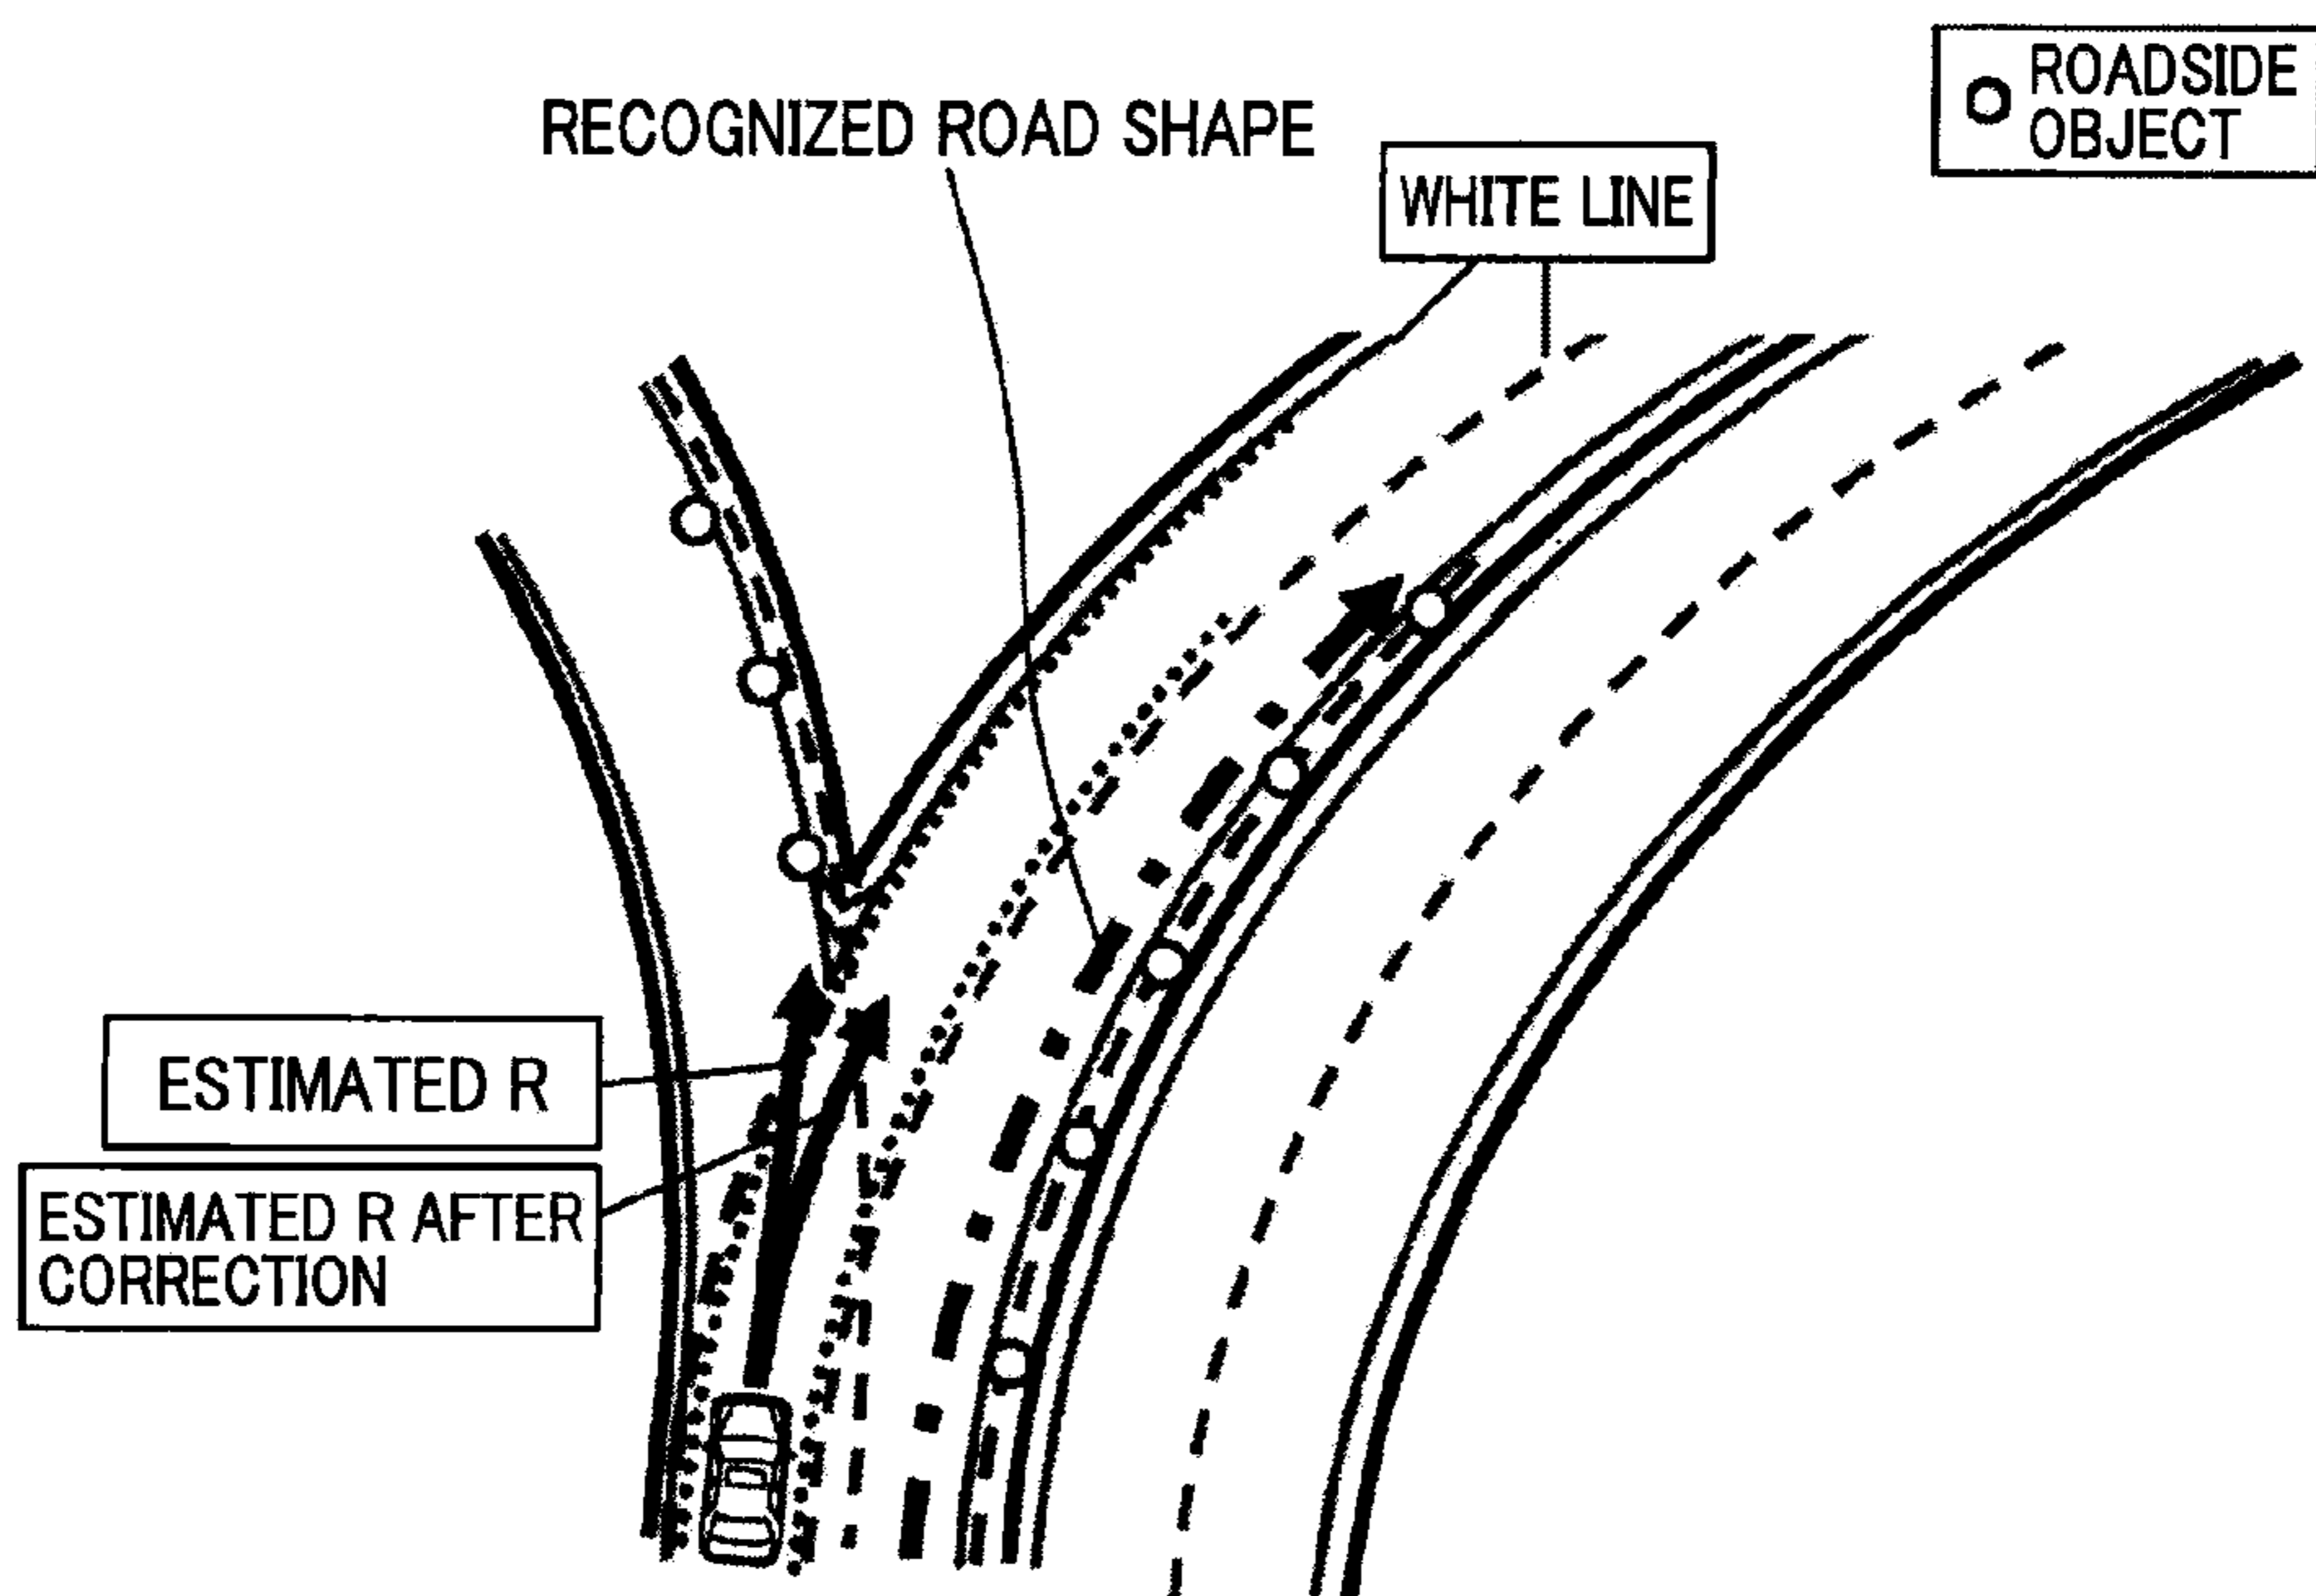 ROADSIDE
OBJECT
RECOGNIZED ROAD SHAPE
WHITE LINE
ESTIMATED R
ESTIMATED R AFTER
CORRECTION